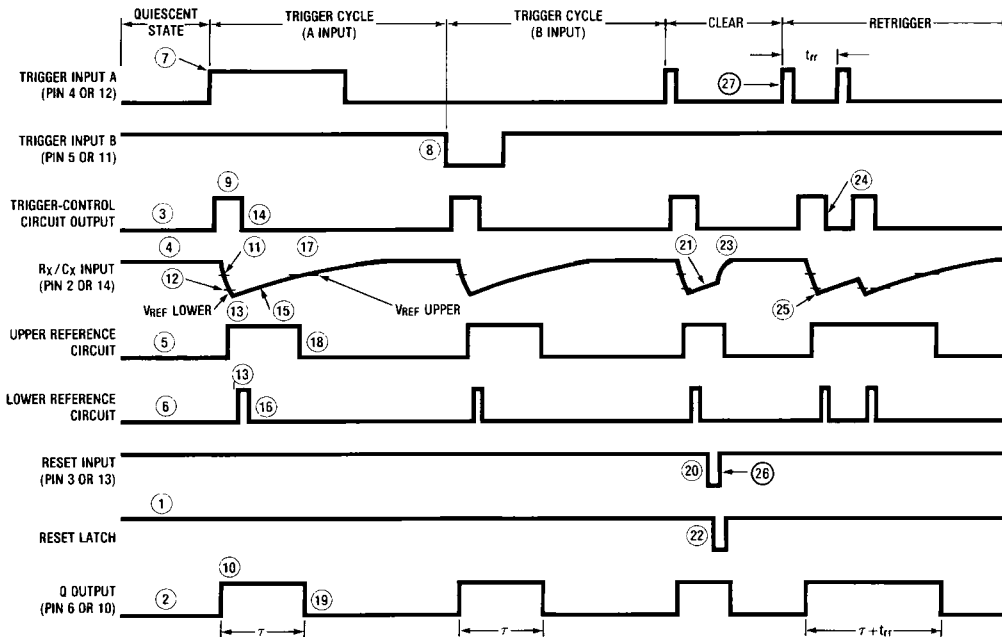 QUIESCENT
STATE
TRIGGER CYCLE
(A INPUT)
TRIGGER CYCLE
(B INPUT)
CLEAR
RETRIGGER
7
trr
TRIGGER INPUT A
(PIN 4 OR 12)
27
TRIGGER INPUT B
(PIN 5 OR 11)
8
9
24
TRIGGER-CONTROL
CIRCUIT OUTPUT
3
14
4
11
17
21
23
RX/CX INPUT
(PIN 2 OR 14)
12
VREF LOWER
13
15
VREF UPPER
25
UPPER REFERENCE
CIRCUIT
5
18
13
LOWER REFERENCE
CIRCUIT
6
16
RESET INPUT
(PIN 3 OR 13)
20
26
1
RESET LATCH
22
10
Q OUTPUT
(PIN 6 OR 10)
2
19
τ
τ
τ + trr